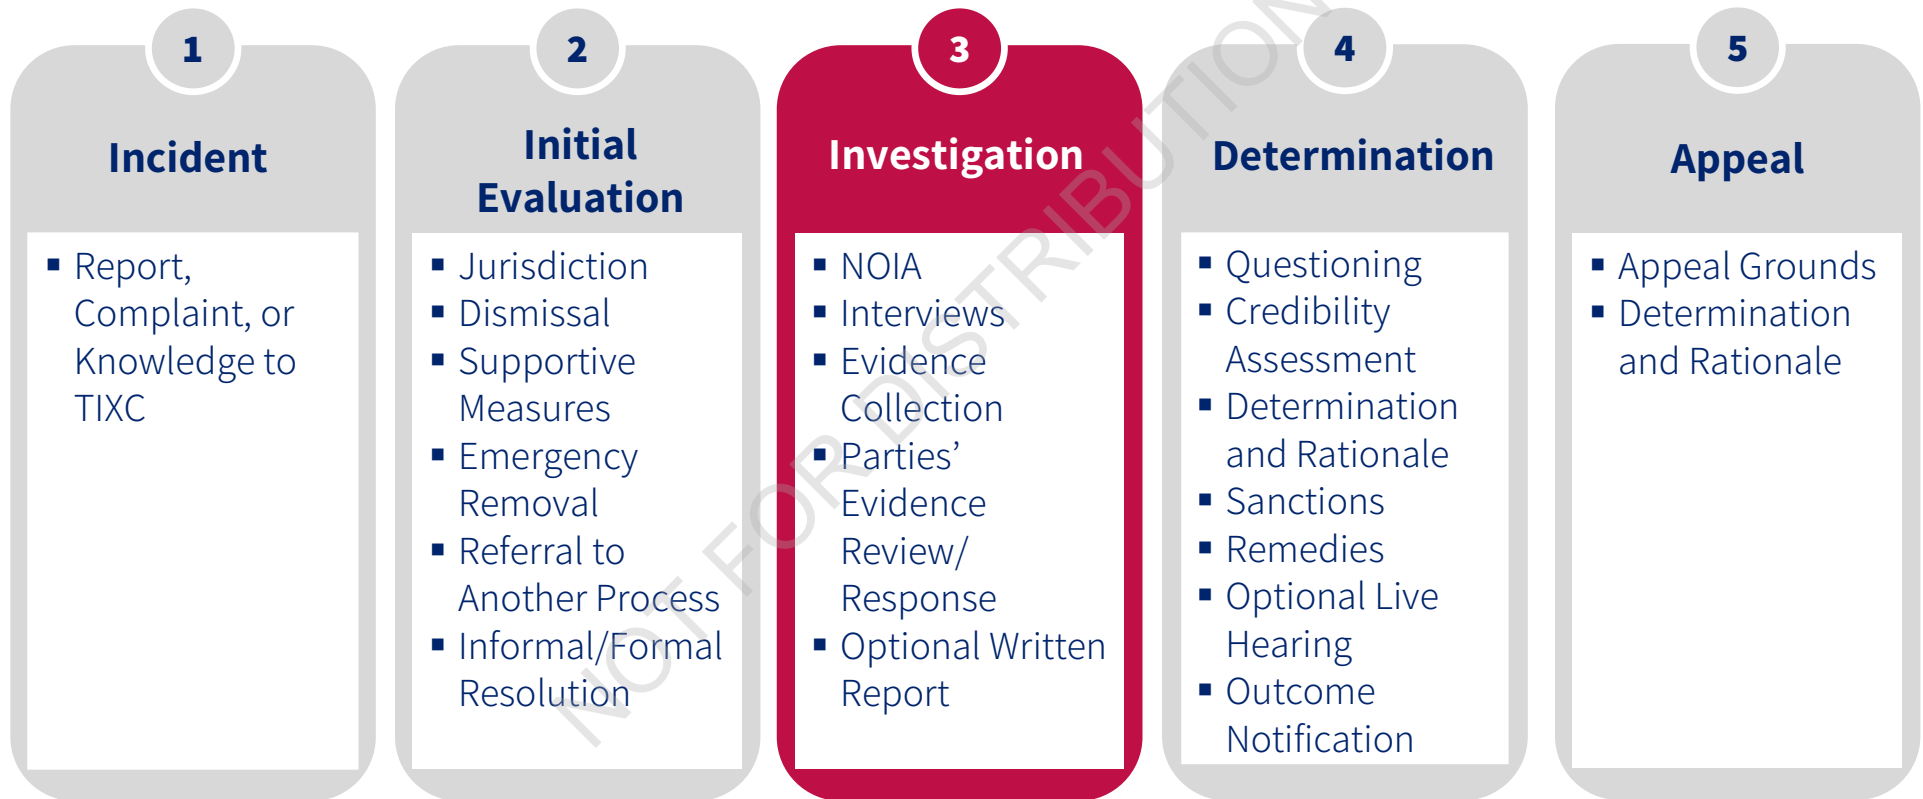 1
Incident
▪ Report,
Complaint, or
Knowledge to
TIXC
2
Initial
Evaluation
▪ Jurisdiction
▪ Dismissal
▪ Supportive
Measures
▪ Emergency
Removal
▪ Referral to
Another Process
▪ Informal/Formal
Resolution
3
Investigation
▪ NOIA
▪ Interviews
▪ Evidence
Collection
▪ Parties’
Evidence
Review/
Response
▪ Optional Written
Report
4
Determination
▪ Questioning
▪ Credibility
Assessment
▪ Determination
and Rationale
▪ Sanctions
▪ Remedies
▪ Optional Live
Hearing
▪ Outcome
Notification
5
Appeal
▪ Appeal Grounds
▪ Determination
and Rationale
NOT FOR DISTRIBUTION